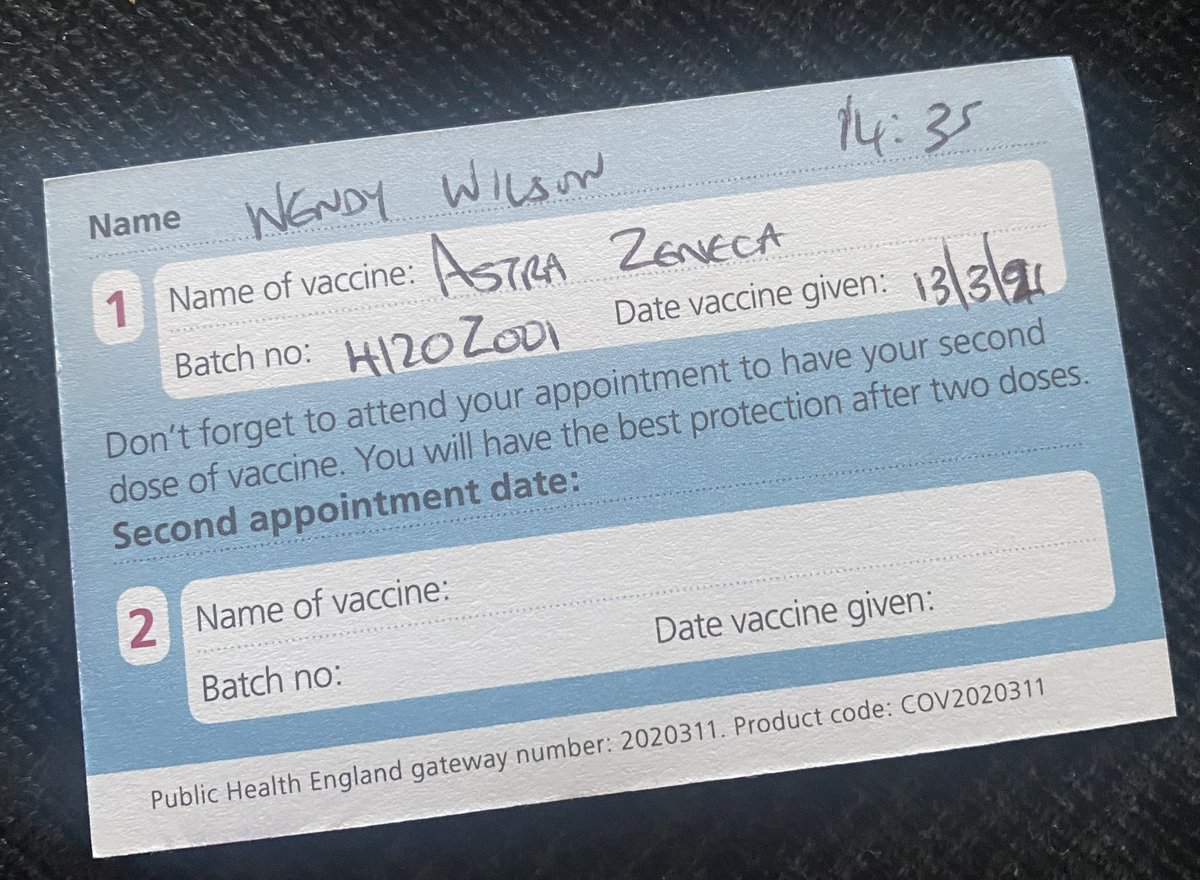 Name WENDY WILSON 14:35
1 Name of vaccine: ASTRA ZENECA
Batch no: 4120Z001 Date vaccine given: 13/3/21
Don't forget to attend your appointment to have your second
dose of vaccine. You will have the best protection after two doses.
Second appointment date:
2 Name of vaccine:
Batch no: Date vaccine given:
Public Health England gateway number: 2020311. Product code: COV2020311